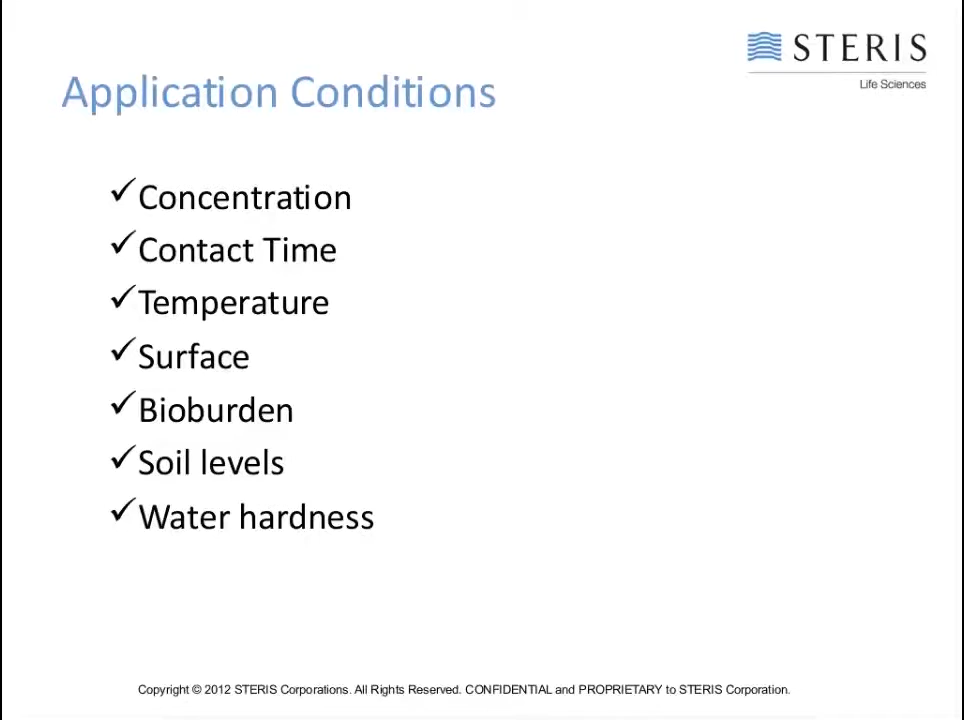 STERIS
Life Sciences
Application Conditions
✓Concentration
✓Contact Time
✓Temperature
✓Surface
✓Bioburden
✓Soil levels
✓Water hardness
Copyright © 2012 STERIS Corporations. All Rights Reserved. CONFIDENTIAL and PROPRIETARY to STERIS Corporation.